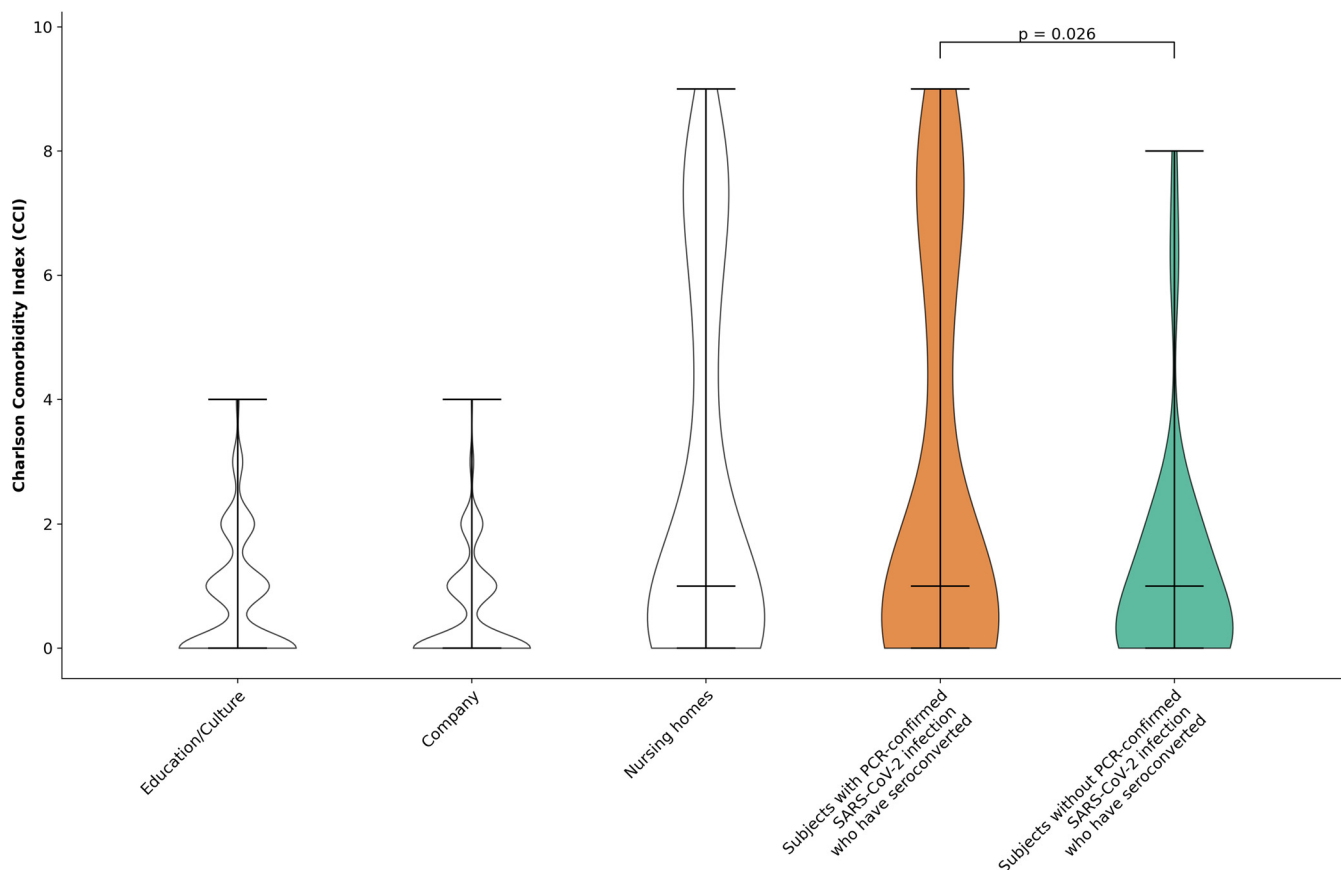 10
p = 0.026
8
6
4
2
0
Charlson Comorbidity Index (CCI)
Education/Culture
Company
Nursing homes
Subjects with PCR-confirmed
SARS-CoV-2 infection
who have seroconverted
Subjects without PCR-confirmed
SARS-CoV-2 infection
who have seroconverted